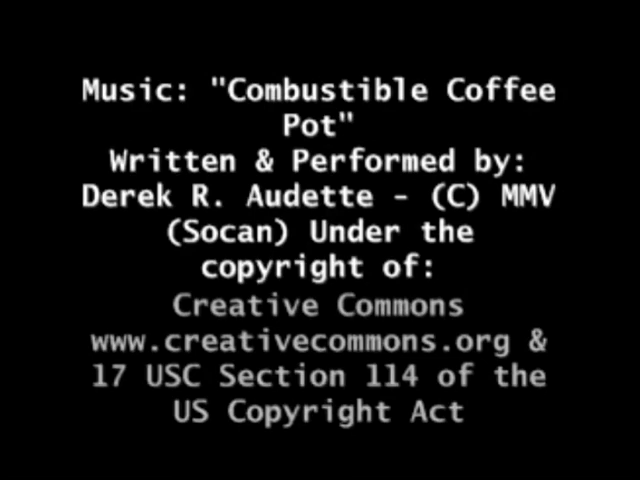 Music: "Combustible Coffee
Pot"
Written & Performed by:
Derek R. Audette - (C) MMV
(Socan) Under the
copyright of:
Creative Commons
www.creativecommons.org &
17 USC Section 114 of the
US Copyright Act